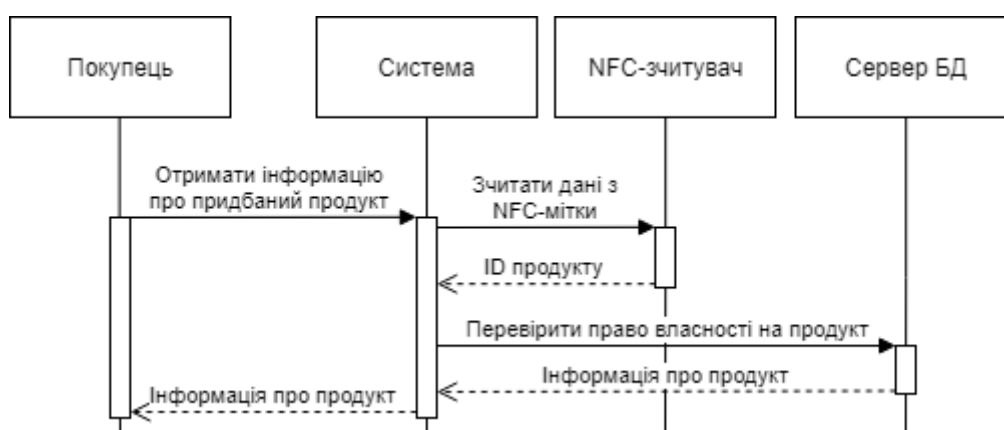 Покупець
Система
NFC-зчитувач
Сервер БД
Отримати інформацію
про придбаний продукт
Зчитати дані з
NFC-мітки
ID продукту
Перевірити право власності на продукт
Інформація про продукт
Інформація про продукт